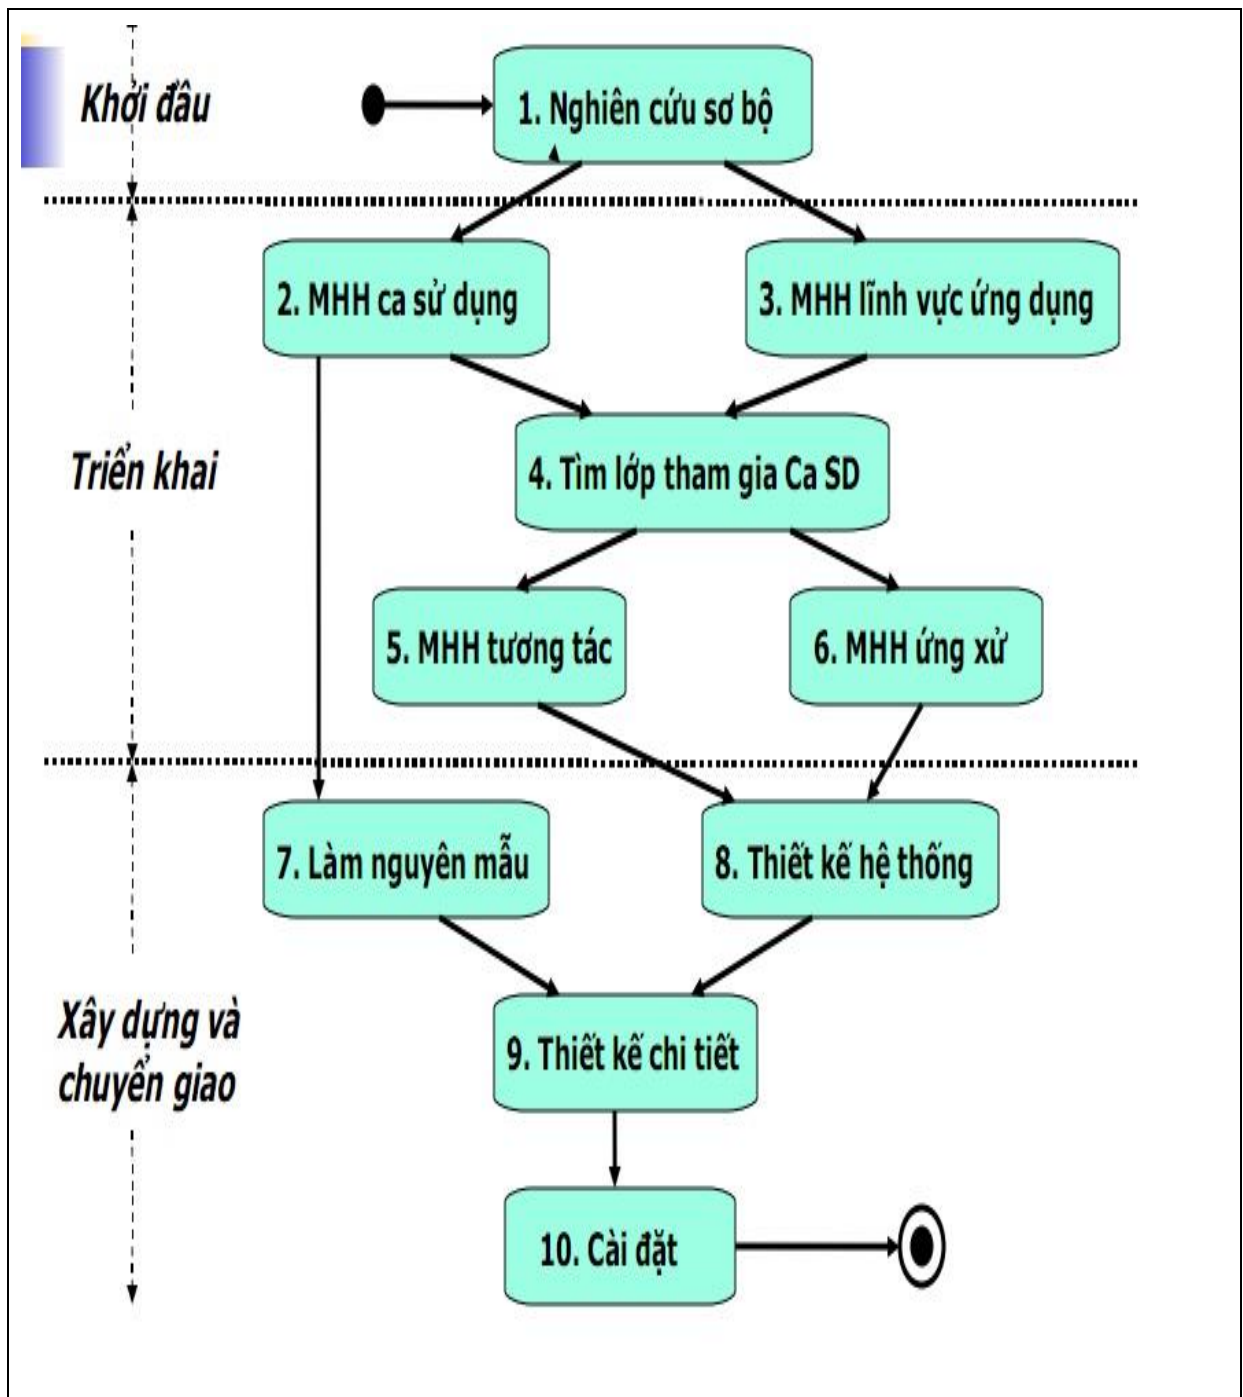 Khởi đầu
1. Nghiên cứu sơ bộ
2. MHH ca sử dụng
3. MHH lĩnh vực ứng dụng
Triển khai
4. Tìm lớp tham gia Ca SD
5. MHH tương tác
6. MHH ứng xử
7. Làm nguyên mẫu
8. Thiết kế hệ thống
Xây dựng và
chuyển giao
9. Thiết kế chi tiết
10. Cài đặt